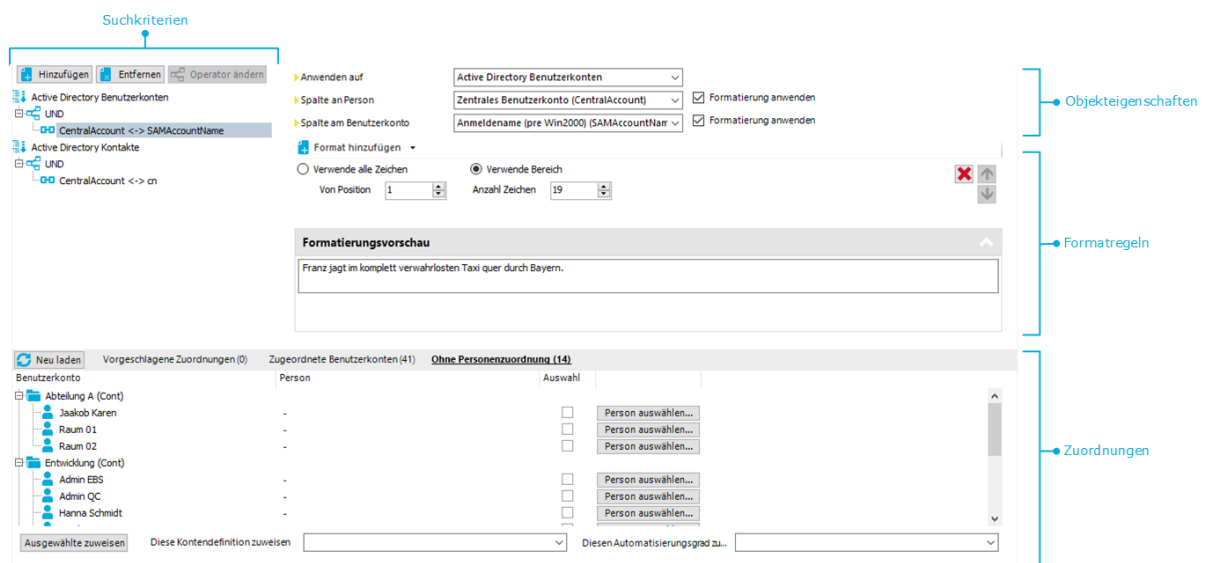 Suchkriterien
Hinzufügen Entfernen Operator ändern
Active Directory Benutzerkonten
UND
CentralAccount <-> SAMAccountName
Active Directory Kontakte
UND
CentralAccount <-> cn
Anwenden auf Active Directory Benutzerkonten
Spalte an Person Zentrales Benutzerkonto (CentralAccount) Formatierung anwenden
Spalte am Benutzerkonto Anmeldename (pre Win2000) (SAMAccountNam Formatierung anwenden
Objekteigenschaften
Format hinzufügen
Verwende alle Zeichen Verwende Bereich
Von Position 1 Anzahl Zeichen 19
Formatierungsvorschau
Franz jagt im komplett verwahrlosten Taxi quer durch Bayern.
Formatregeln
Neu laden Vorgeschlagene Zuordnungen (0) Zugeordnete Benutzerkonten (41) Ohne Personenzuordnung (14)
Benutzerkonto Person Auswahl
Abteilung A (Cont)
Jaakob Karen - Person auswählen...
Raum 01 - Person auswählen...
Raum 02 - Person auswählen...
Entwicklung (Cont)
Admin EBS - Person auswählen...
Admin QC - Person auswählen...
Hanna Schmidt - Person auswählen...
Zuordnungen
Ausgewählte zuweisen Diese Kontendefinition zuweisen Diesen Automatisierungsgrad zu...